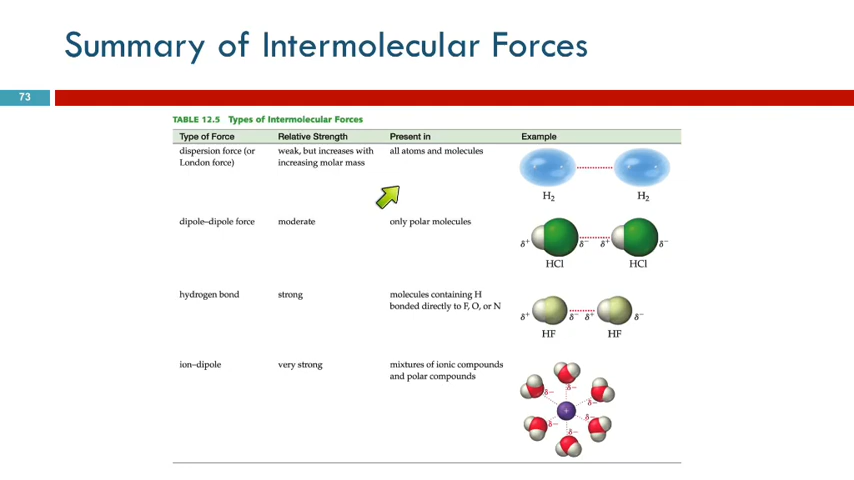 Summary of Intermolecular Forces
73
TABLE 12.5 Types of Intermolecular Forces
Type of Force Relative Strength Present in Example
dispersion force (or weak, but increases with all atoms and molecules
London force) increasing molar mass
H₂ H₂
dipole–dipole force moderate only polar molecules
δ+ δ− δ+ δ−
HCl HCl
hydrogen bond strong molecules containing H
bonded directly to F, O, or N
δ+ δ− δ+ δ−
HF HF
ion–dipole very strong mixtures of ionic compounds
and polar compounds
δ− δ−
δ−
+
δ− δ−
δ−